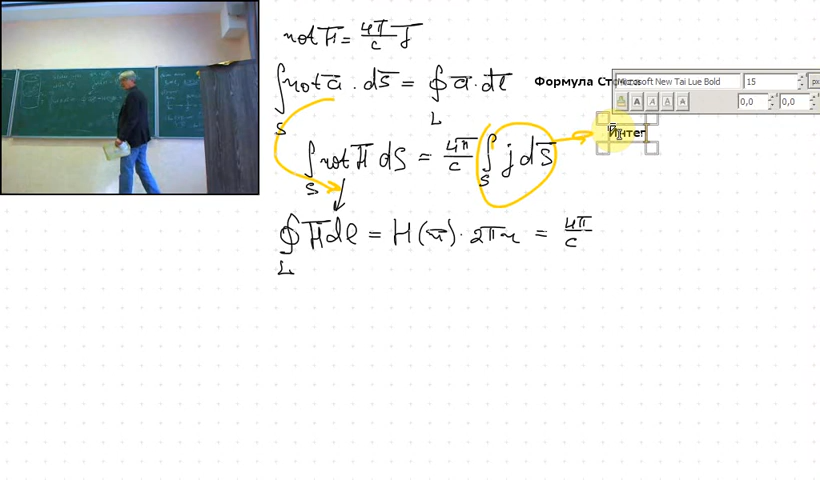 rot H̅ = 4π/c j̅
∫ rot a̅ · dS̅ = ∮ a̅ · dl̅ Формула Ст
S L
Microsoft New Tai Lue Bold 15 px
0,0 0,0
Интег
∫ rot H̅ dS = 4π/c ∫ j dS̅
S S
∮ H̅dl = H(r̅) · 2πr = 4π/c
L